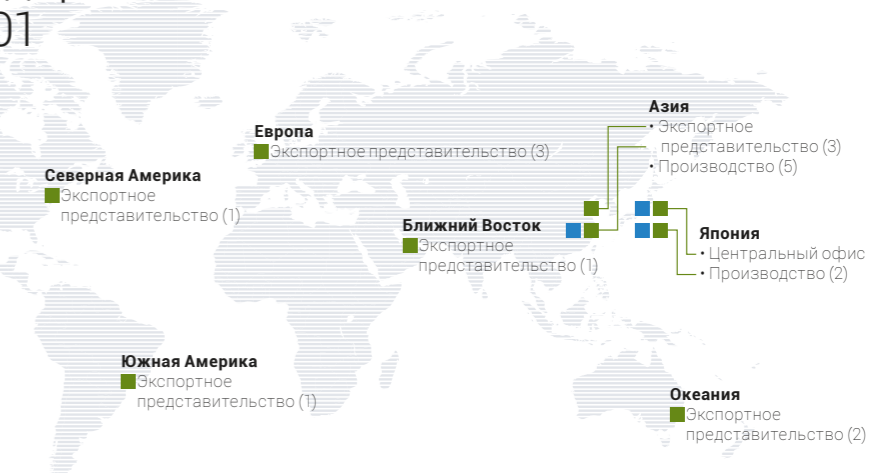 01
Азия
• Экспортное
представительство (3)
• Производство (5)
Европа
Экспортное представительство (3)
Северная Америка
Экспортное
представительство (1)
Ближний Восток
Экспортное
представительство (1)
Япония
• Центральный офис
• Производство (2)
Южная Америка
Экспортное
представительство (1)
Океания
Экспортное
представительство (2)